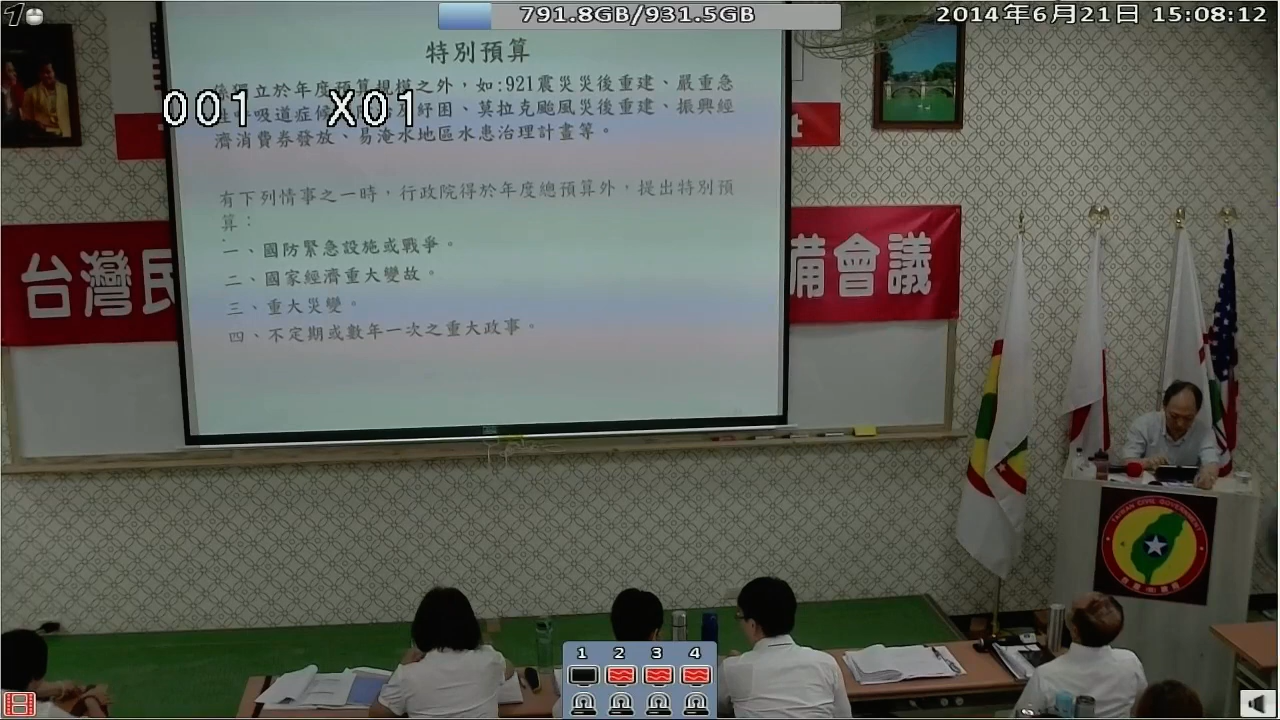 791.8GB/931.5GB
2014年6月21日 15:08:12
特別預算
立於年度預算規模之外，如:921震災災後重建、嚴重急
001 X01
吸道症候 紓困、莫拉克颱風災後重建、振興經
濟消費券發放、易淹水地區水患治理計畫等。
有下列情事之一時，行政院得於年度總預算外，提出特別預
算：
一、國防緊急設施或戰爭。
二、國家經濟重大變故。
三、重大災變。
四、不定期或數年一次之重大政事。
台灣民
備會議
t
TAIWAN CIVIL GOVERNMENT
1 2 3 4